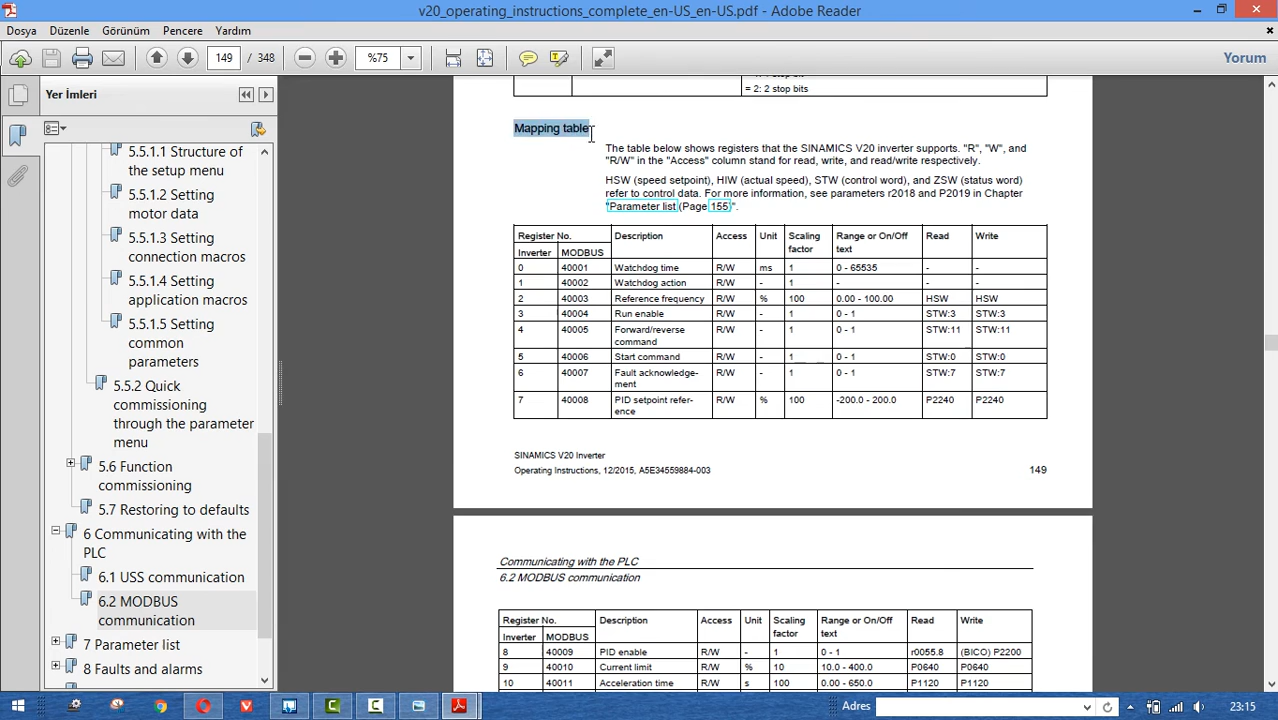 v20_operating_instructions_complete_en-US_en-US.pdf - Adobe Reader
Dosya Düzenle Görünüm Pencere Yardım
149 / 348 %75 Yorum
Yer İmleri
5.5.1.1 Structure of
the setup menu
5.5.1.2 Setting
motor data
5.5.1.3 Setting
connection macros
5.5.1.4 Setting
application macros
5.5.1.5 Setting
common
parameters
5.5.2 Quick
commissioning
through the parameter
menu
5.6 Function
commissioning
5.7 Restoring to defaults
6 Communicating with the
PLC
6.1 USS communication
6.2 MODBUS
communication
7 Parameter list
8 Faults and alarms
= 2: 2 stop bits
Mapping table
The table below shows registers that the SINAMICS V20 inverter supports. "R", "W", and
"R/W" in the "Access" column stand for read, write, and read/write respectively.
HSW (speed setpoint), HIW (actual speed), STW (control word), and ZSW (status word)
refer to control data. For more information, see parameters r2018 and P2019 in Chapter
"Parameter list (Page 155)".
Register No. Description Access Unit Scaling factor Range or On/Off text Read Write
Inverter MODBUS
0 40001 Watchdog time R/W ms 1 0 - 65535 - -
1 40002 Watchdog action R/W - 1 - - -
2 40003 Reference frequency R/W % 100 0.00 - 100.00 HSW HSW
3 40004 Run enable R/W - 1 0 - 1 STW:3 STW:3
4 40005 Forward/reverse command R/W - 1 0 - 1 STW:11 STW:11
5 40006 Start command R/W - 1 0 - 1 STW:0 STW:0
6 40007 Fault acknowledge-
ment R/W - 1 0 - 1 STW:7 STW:7
7 40008 PID setpoint refer-
ence R/W % 100 -200.0 - 200.0 P2240 P2240
SINAMICS V20 Inverter
Operating Instructions, 12/2015, A5E34559884-003 149
Communicating with the PLC
6.2 MODBUS communication
Register No. Description Access Unit Scaling factor Range or On/Off text Read Write
Inverter MODBUS
8 40009 PID enable R/W - 1 0 - 1 r0055.8 (BICO) P2200
9 40010 Current limit R/W % 10 10.0 - 400.0 P0640 P0640
10 40011 Acceleration time R/W s 100 0.00 - 650.0 P1120 P1120
Adres 23:15